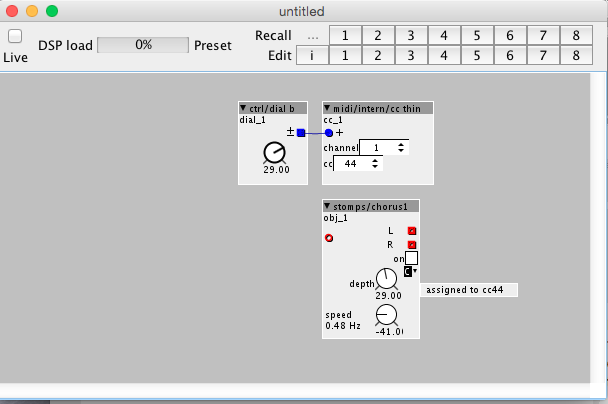 untitled
Live
DSP load 0% Preset
Recall ... 1 2 3 4 5 6 7 8
Edit i 1 2 3 4 5 6 7 8
ctrl/dial b
dial_1
±
29.00
midi/intern/cc thin
cc_1
+
channel 1
cc 44
stomps/chorus1
obj_1
L
R
on
C
depth
29.00
assigned to cc44
speed
0.48 Hz
-41.0